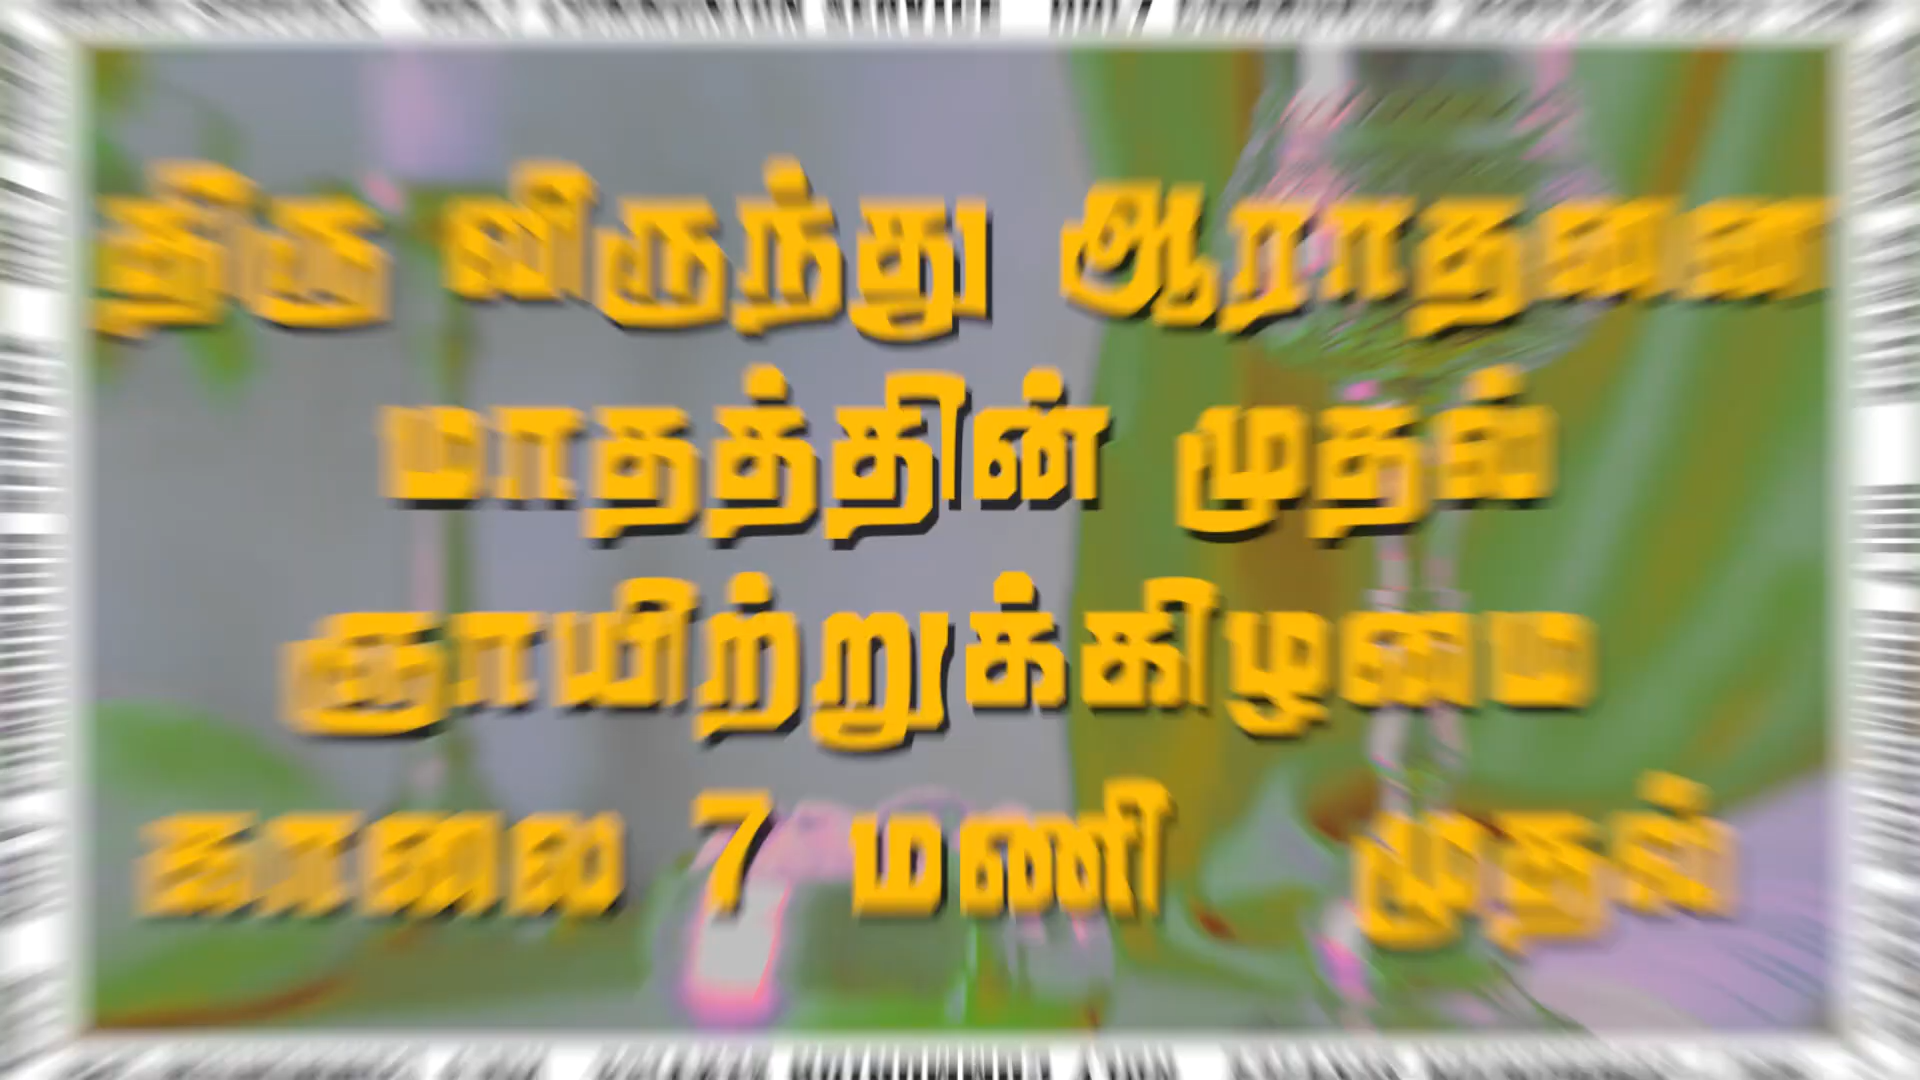 திரு விருந்து ஆராதனை
மாதத்தின் முதல்
ஞாயிற்றுக்கிழமை
காலை 7 மணி முதல்